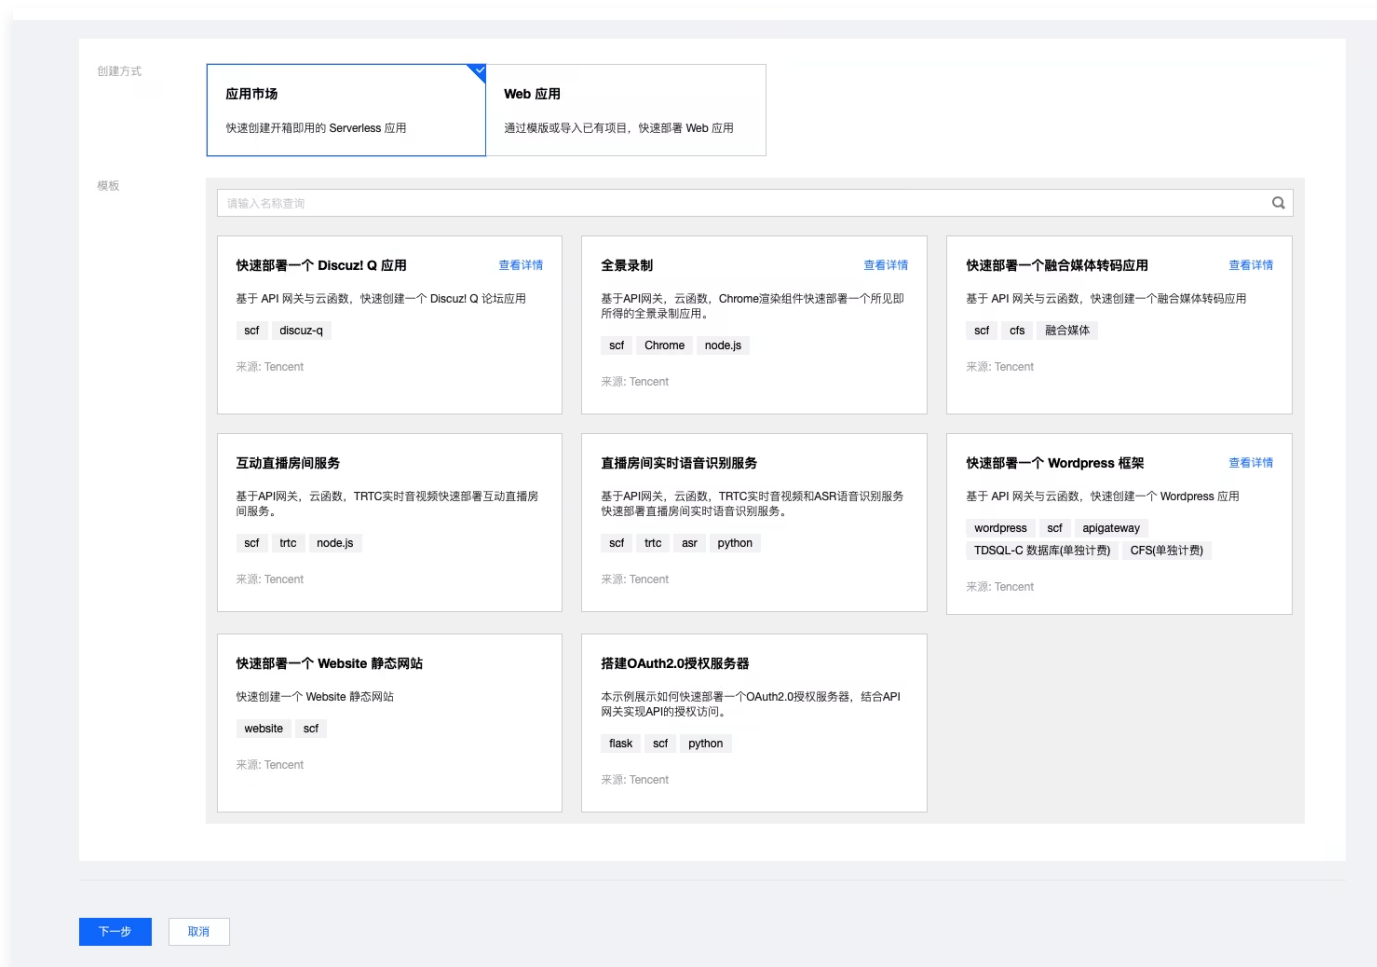 创建方式
应用市场
快速创建开箱即用的 Serverless 应用
Web 应用
通过模版或导入已有项目，快速部署 Web 应用
模板
请输入名称查询
快速部署一个 Discuz! Q 应用
查看详情
基于 API 网关与云函数，快速创建一个 Discuz! Q 论坛应用
scf discuz-q
来源: Tencent
全景录制
查看详情
基于API网关，云函数，Chrome渲染组件快速部署一个所见即
所得的全景录制应用。
scf Chrome node.js
来源: Tencent
快速部署一个融合媒体转码应用
查看详情
基于 API 网关与云函数，快速创建一个融合媒体转码应用
scf cfs 融合媒体
来源: Tencent
互动直播房间服务
基于API网关，云函数，TRTC实时音视频快速部署互动直播房
间服务。
scf trtc node.js
来源: Tencent
直播房间实时语音识别服务
基于API网关，云函数，TRTC实时音视频和ASR语音识别服务
快速部署直播房间实时语音识别服务。
scf trtc asr python
来源: Tencent
快速部署一个 Wordpress 框架
查看详情
基于 API 网关与云函数，快速创建一个 Wordpress 应用
wordpress scf apigateway
TDSQL-C 数据库(单独计费) CFS(单独计费)
来源: Tencent
快速部署一个 Website 静态网站
快速创建一个 Website 静态网站
website scf
来源: Tencent
搭建OAuth2.0授权服务器
本示例展示如何快速部署一个OAuth2.0授权服务器，结合API
网关实现API的授权访问。
flask scf python
来源: Tencent
下一步
取消